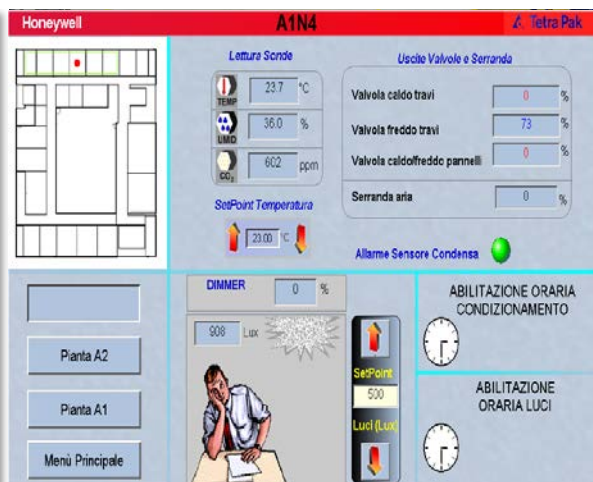 Honeywell
A1N4
Tetra Pak
Lettura Sonde
TEMP 23.7 °C
UMID 36.0 %
CO₂ 602 ppm
SetPoint Temperatura
23.00 °C
Uscite Valvole e Serranda
Valvola caldo travi 0 %
Valvola freddo travi 73 %
Valvola caldo/freddo pannelli 0 %
Serranda aria 0 %
Allarme Sensore Condensa
Pianta A2
Pianta A1
Menù Principale
DIMMER 0 %
908 Lux
SetPoint
500
Luci (Lux)
ABILITAZIONE ORARIA
CONDIZIONAMENTO
ABILITAZIONE
ORARIA LUCI